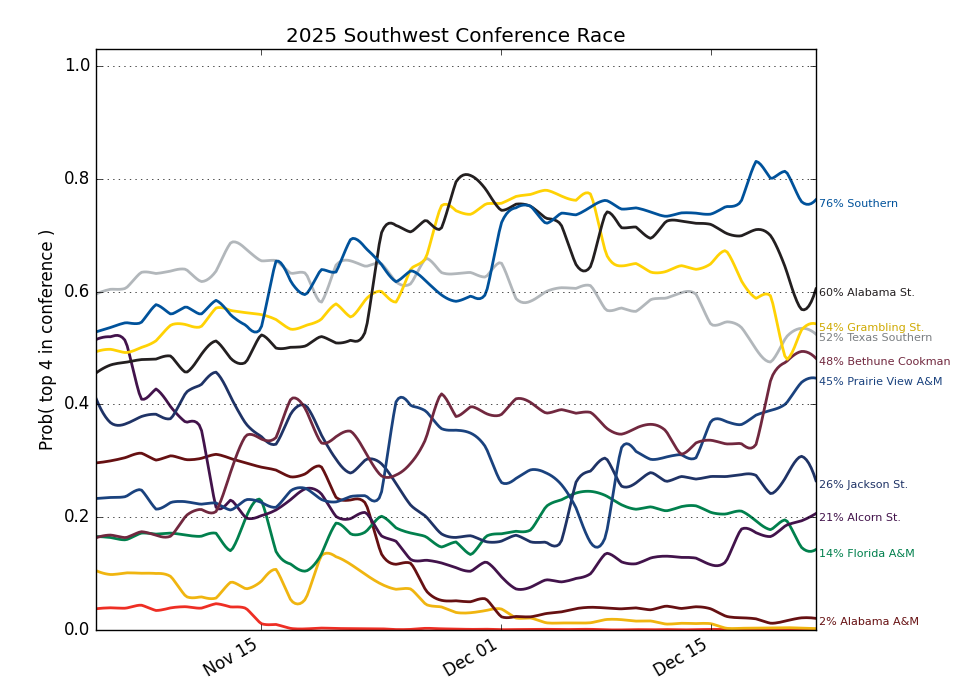 2025 Southwest Conference Race
1.0
0.8
0.6
0.4
0.2
0.0
Prob( top 4 in conference )
Nov 15
Dec 01
Dec 15
76% Southern
60% Alabama St.
54% Grambling St.
52% Texas Southern
48% Bethune Cookman
45% Prairie View A&M
26% Jackson St.
21% Alcorn St.
14% Florida A&M
2% Alabama A&M